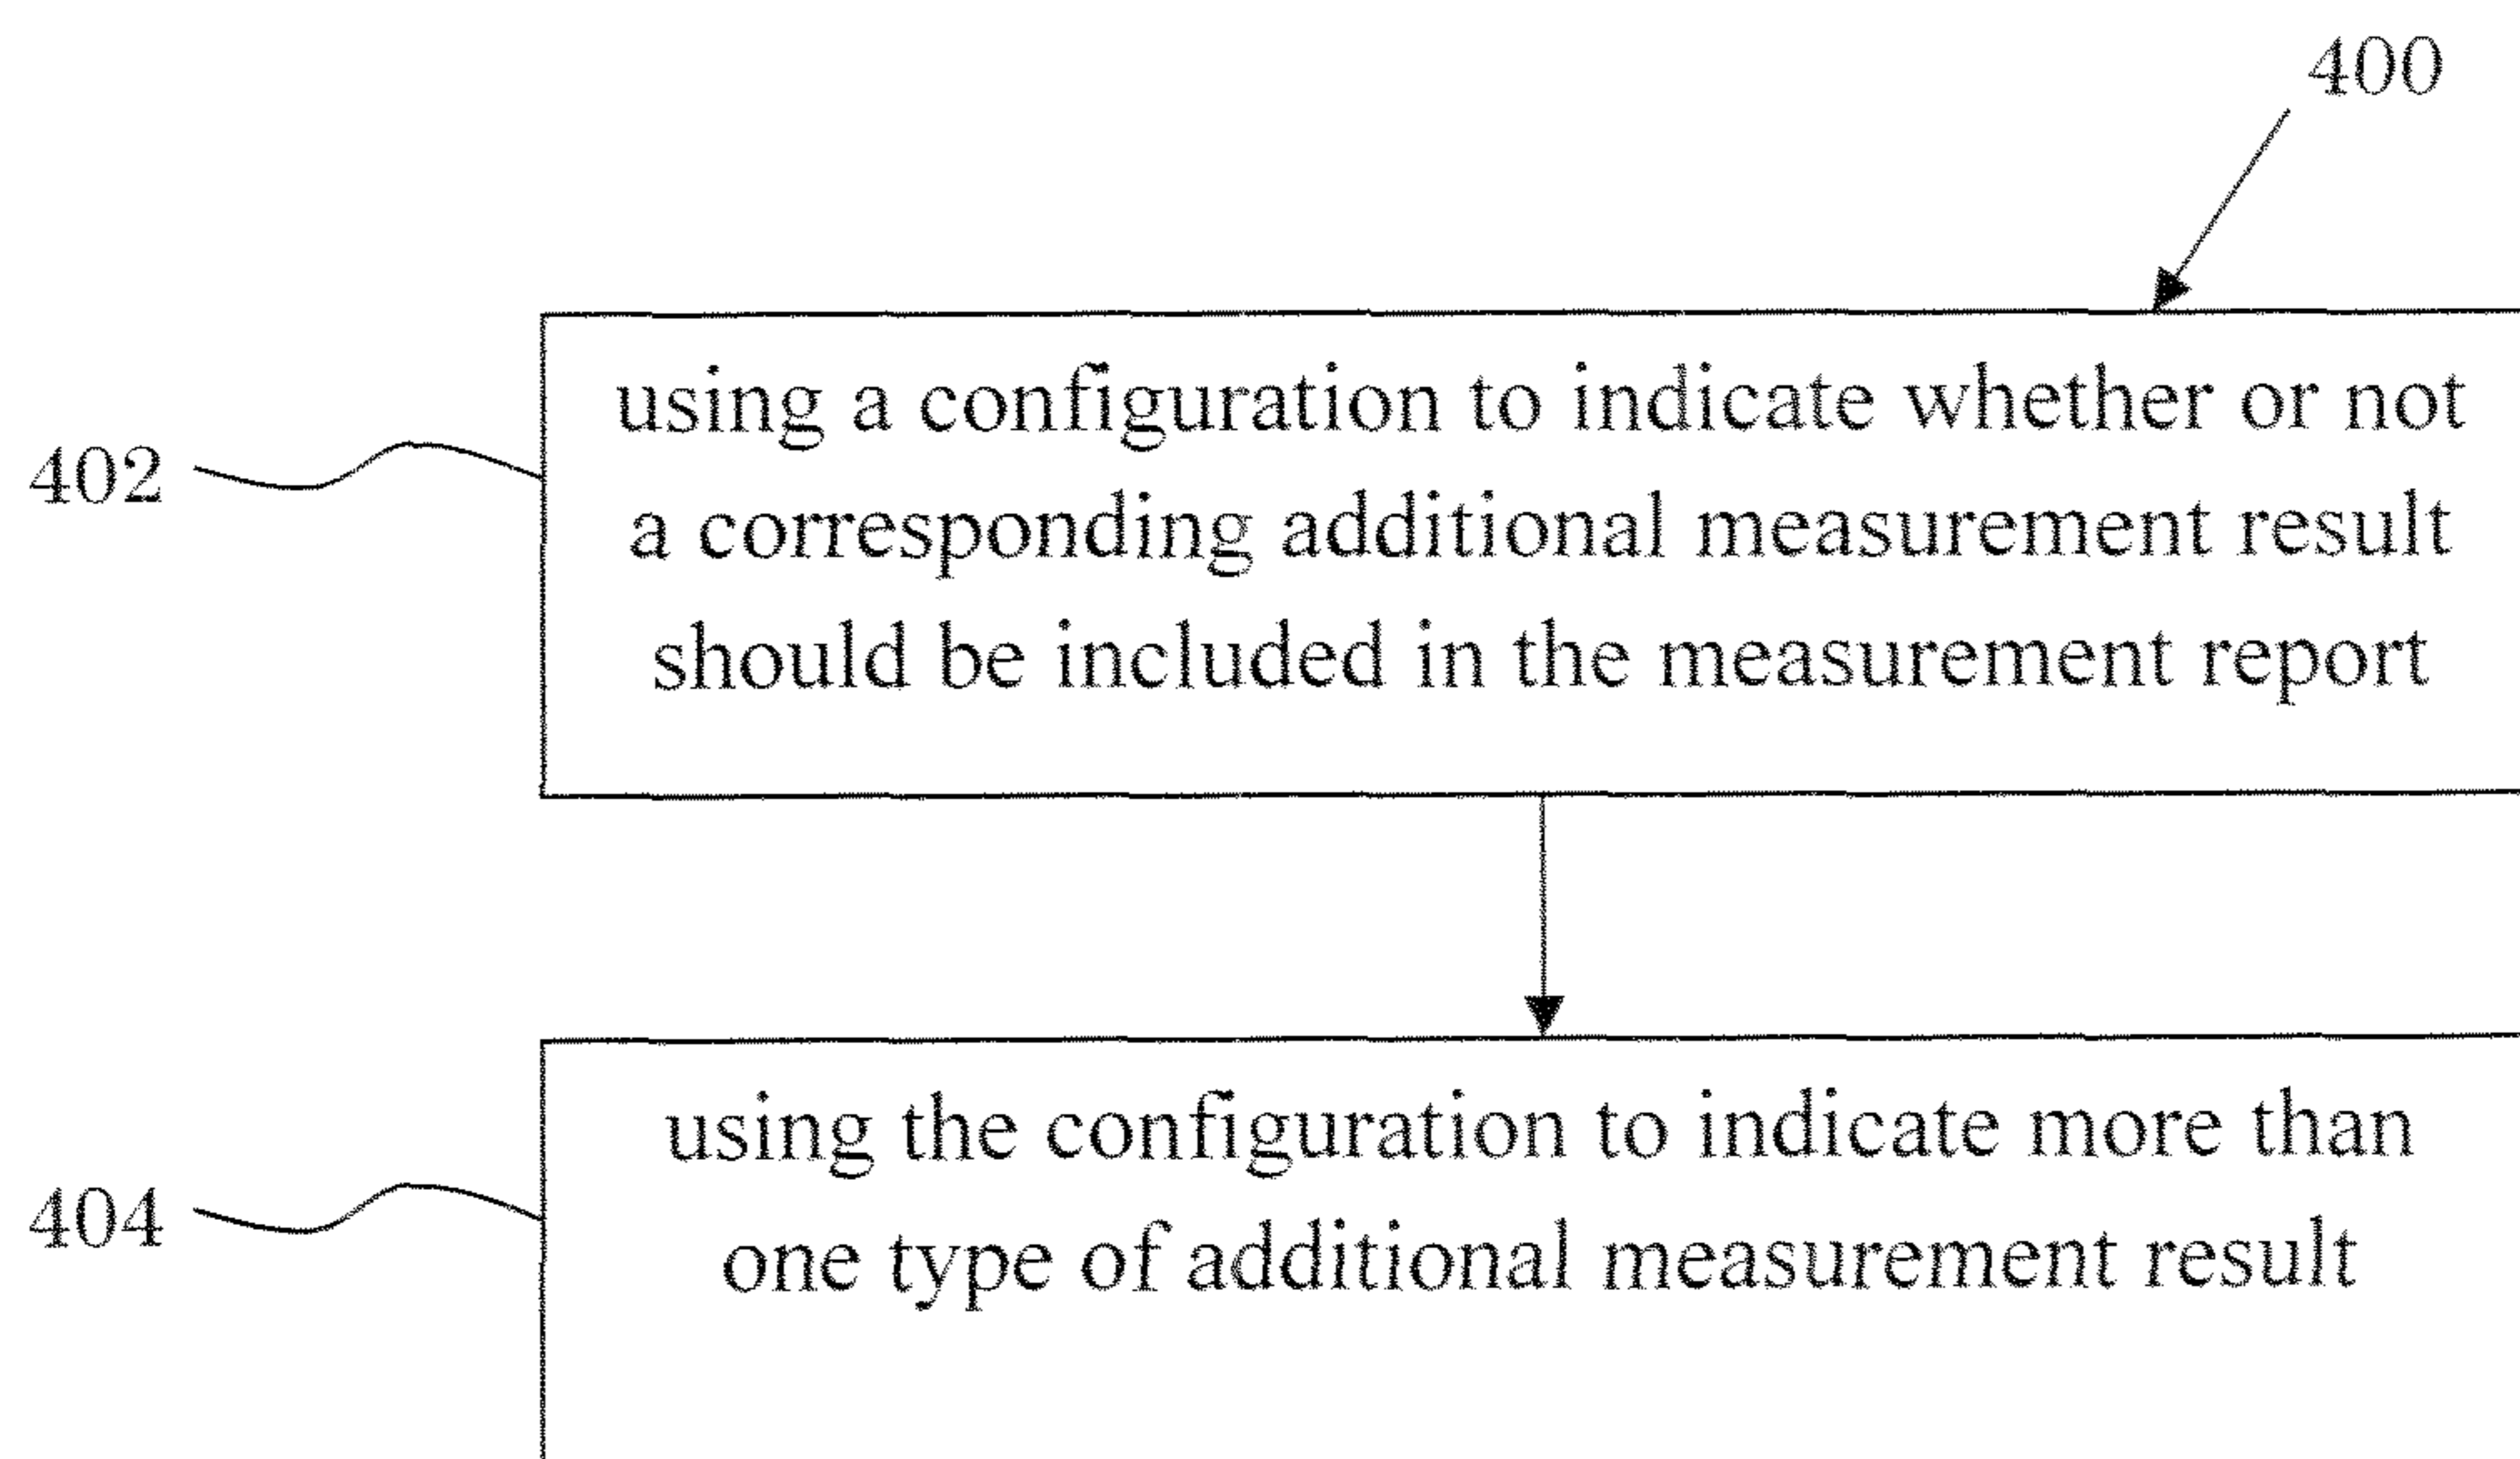 400
402
using a configuration to indicate whether or not
a corresponding additional measurement result
should be included in the measurement report
404
using the configuration to indicate more than
one type of additional measurement result